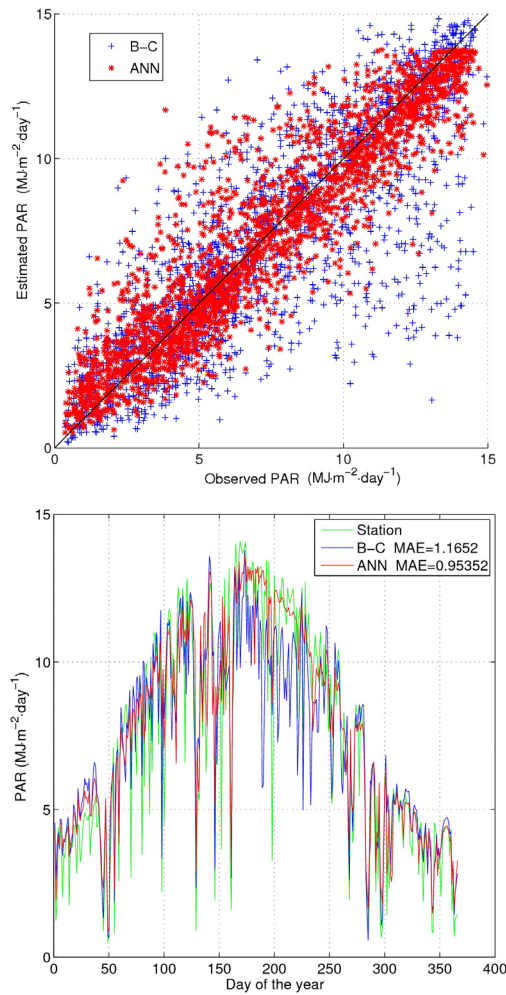 15
B-C
ANN
10
5
0
Estimated PAR (MJ·m⁻²·day⁻¹)
0 5 10 15
Observed PAR (MJ·m⁻²·day⁻¹)
15
Station
B-C MAE=1.1652
ANN MAE=0.95352
10
5
0
PAR (MJ·m⁻²·day⁻¹)
0 50 100 150 200 250 300 350 400
Day of the year